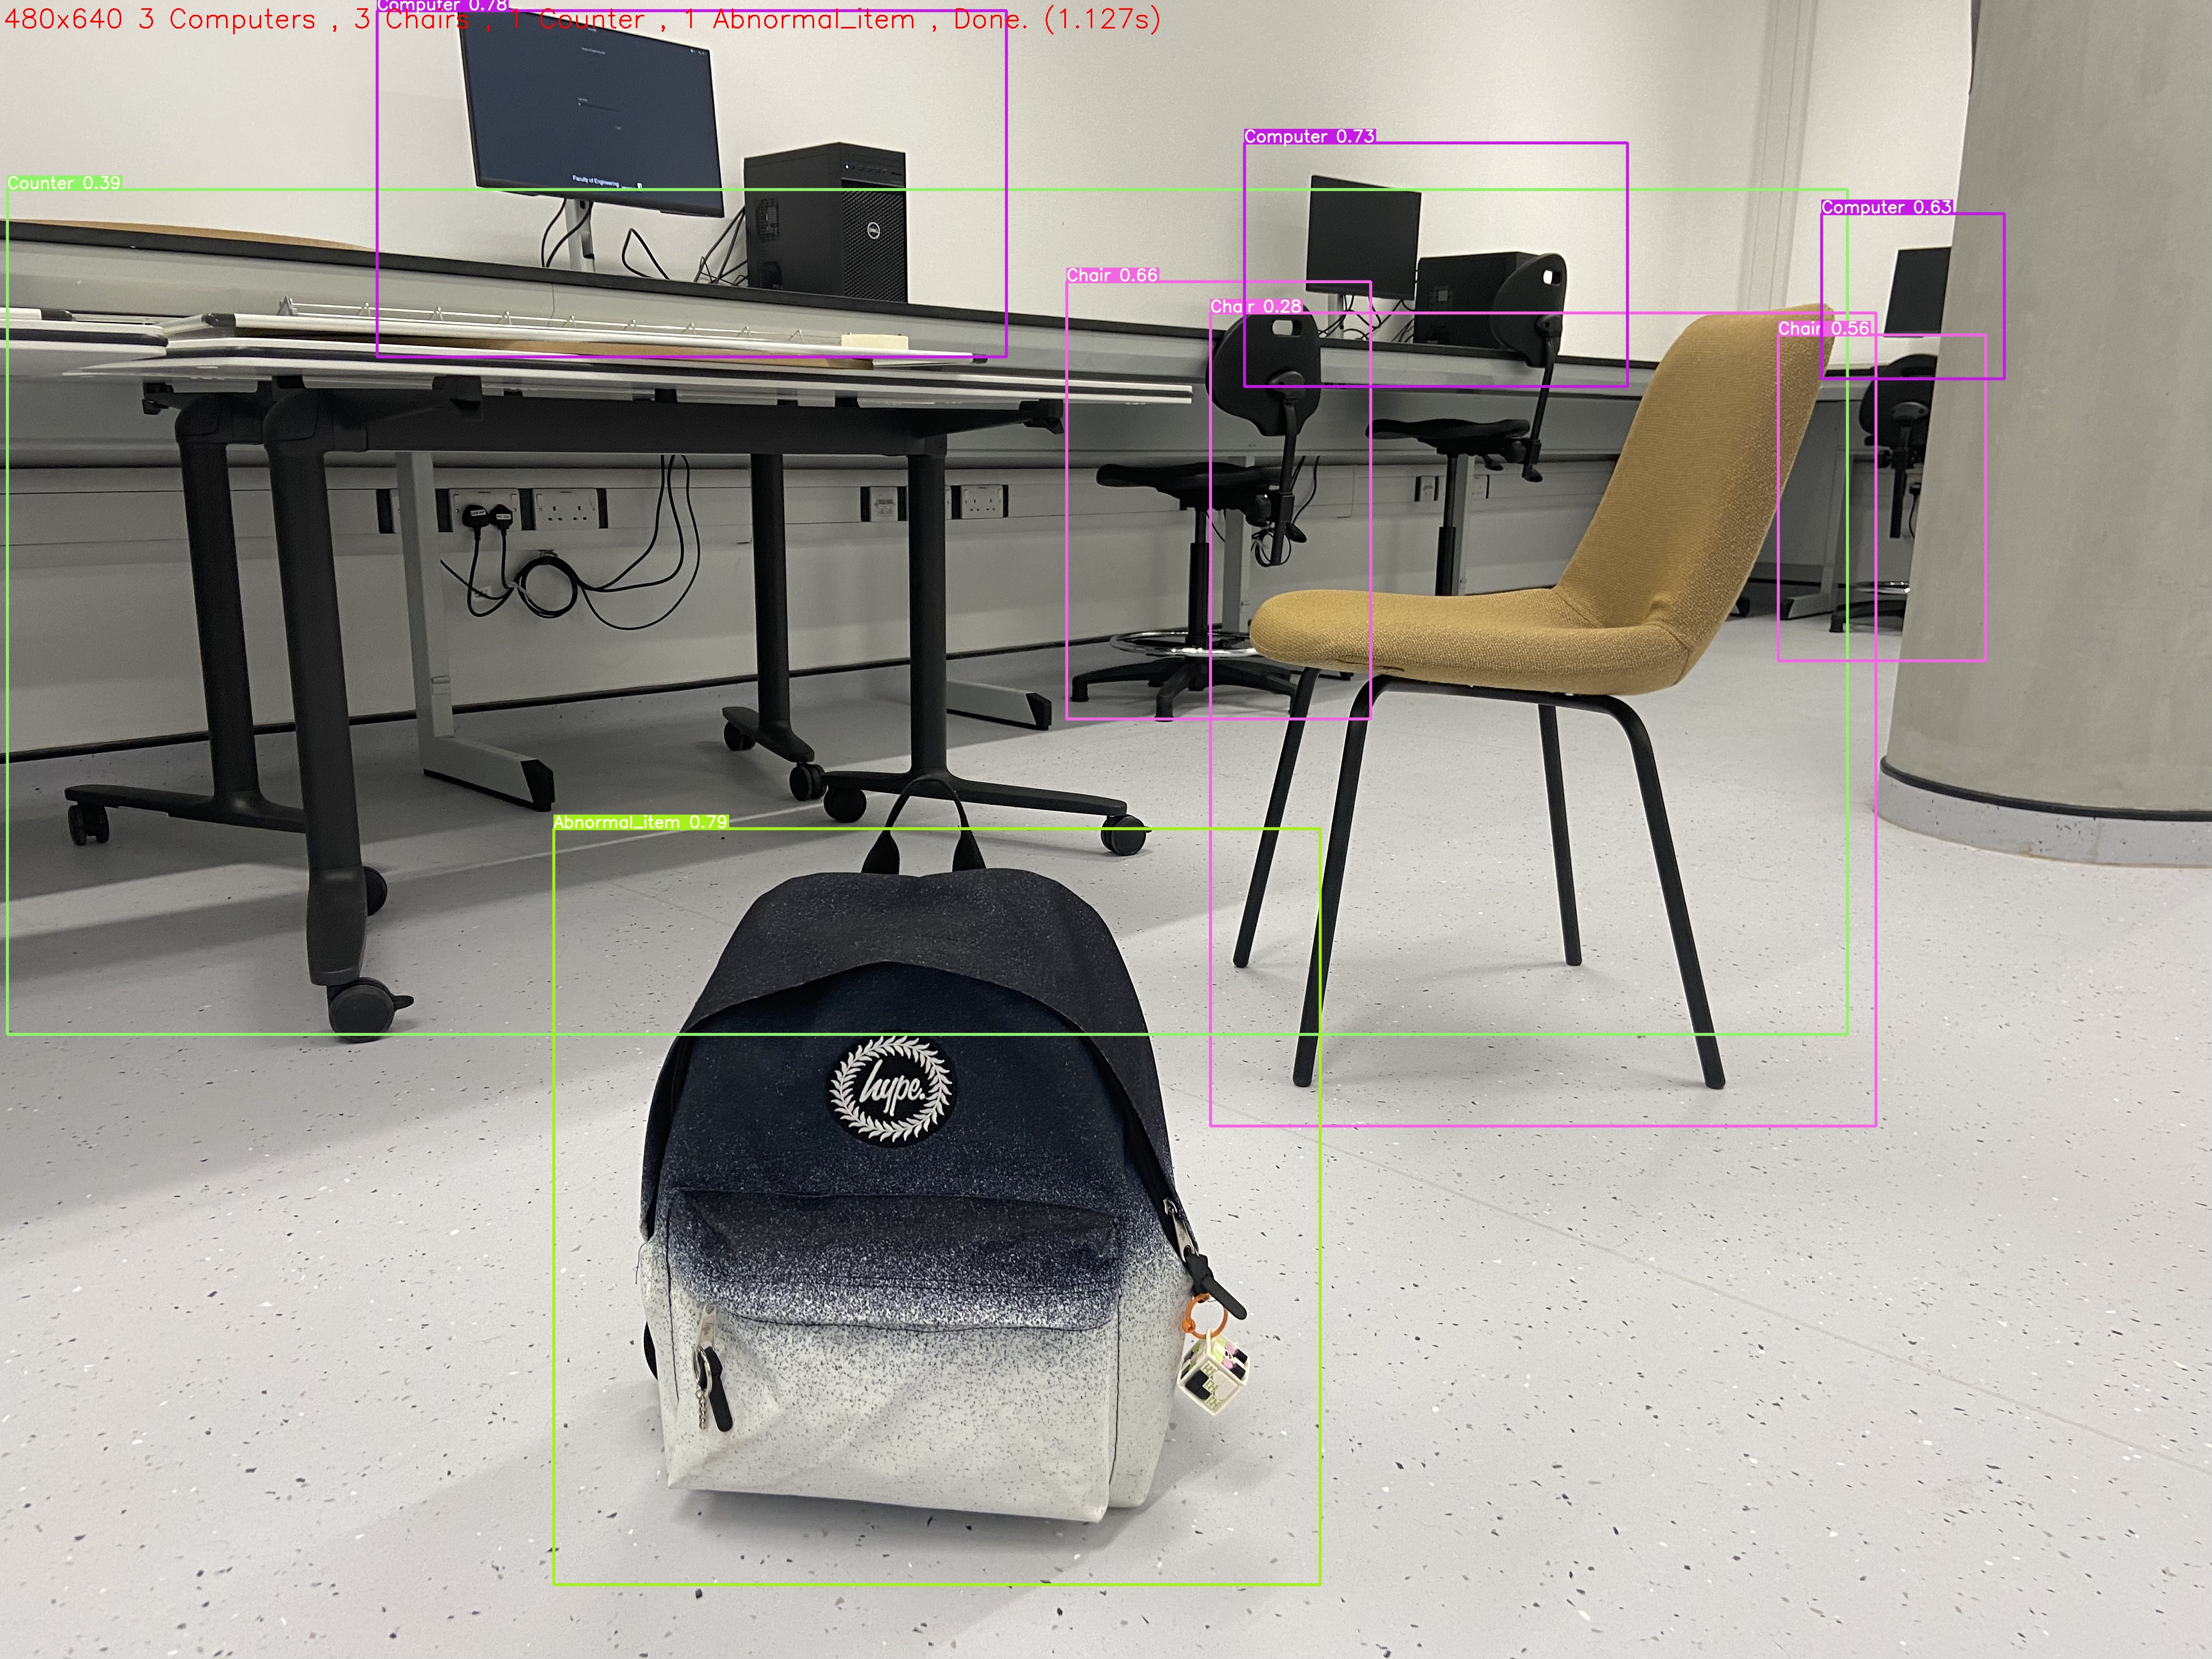 Computer 0.78
480x640 3 Computers , 3 Chairs , 1 Counter , 1 Abnormal_item , Done. (1.127s)
Computer 0.73
Counter 0.39
Faculty of Engineering
Computer 0.63
DELL
Chair 0.66
Chair 0.28
Chair 0.56
Abnormal_item 0.79
hype.